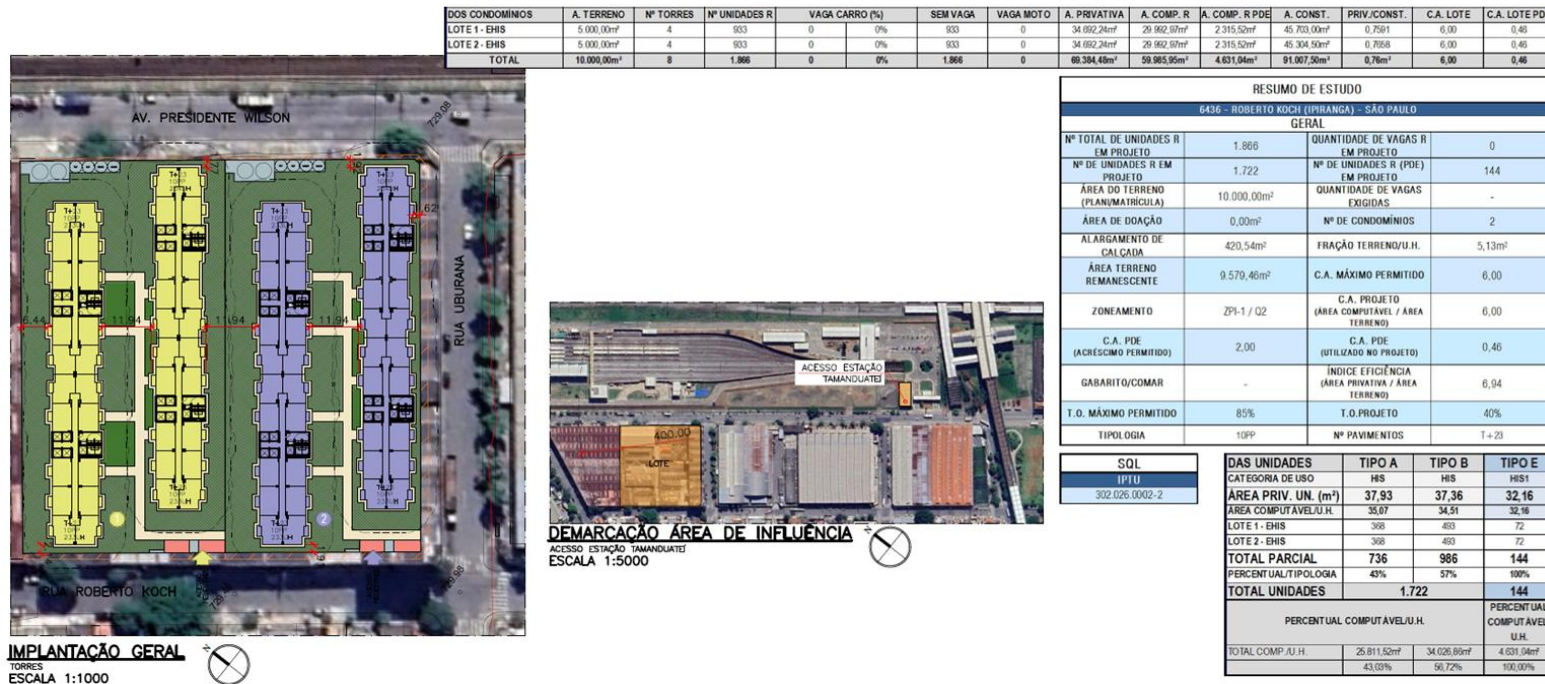 DOS CONDOMÍNIOS A. TERRENO Nº TORRES Nº UNIDADES R VAGA CARRO (%) SEM VAGA VAGA MOTO A. PRIVATIVA A. COMP. R A. COMP. R PDE A. CONST. PRIV./CONST. C.A. LOTE C.A. LOTE PD
LOTE 1 - EHIS 5.000,00m² 4 933 0 0% 933 0 34.692,24m² 29.992,97m² 2.315,52m² 45.703,00m² 0,7591 6,00 0,46
LOTE 2 - EHIS 5.000,00m² 4 933 0 0% 933 0 34.692,24m² 29.992,97m² 2.315,52m² 45.304,50m² 0,7658 6,00 0,46
TOTAL 10.000,00m² 8 1.866 0 0% 1.866 0 69.384,48m² 59.985,95m² 4.631,04m² 91.007,50m² 0,76m² 6,00 0,46
AV. PRESIDENTE WILSON
729.08
RUA UBURANA
6.44 11.94 11.94 11.94
1 2
RUA ROBERTO KOCH
IMPLANTAÇÃO GERAL
TORRES
ESCALA 1:1000
N
ACESSO ESTAÇÃO
TAMANDUATEÍ
400.00
LOTE
DEMARCAÇÃO ÁREA DE INFLUÊNCIA
ACESSO ESTAÇÃO TAMANDUATEÍ
ESCALA 1:5000
N
RESUMO DE ESTUDO
6436 - ROBERTO KOCH (IPIRANGA) - SÃO PAULO
GERAL
Nº TOTAL DE UNIDADES R EM PROJETO 1.866 QUANTIDADE DE VAGAS R EM PROJETO 0
Nº DE UNIDADES R EM PROJETO 1.722 Nº DE UNIDADES R (PDE) EM PROJETO 144
ÁREA DO TERRENO (PLANI/MATRÍCULA) 10.000,00m² QUANTIDADE DE VAGAS EXIGIDAS -
ÁREA DE DOAÇÃO 0,00m² Nº DE CONDOMÍNIOS 2
ALARGAMENTO DE CALÇADA 420,54m² FRAÇÃO TERRENO/U.H. 5,13m²
ÁREA TERRENO REMANESCENTE 9.579,46m² C.A. MÁXIMO PERMITIDO 6,00
ZONEAMENTO ZPI-1 / Q2 C.A. PROJETO (ÁREA COMPUTÁVEL / ÁREA TERRENO) 6,00
C.A. PDE (ACRÉSCIMO PERMITIDO) 2,00 C.A. PDE (UTILIZADO NO PROJETO) 0,46
GABARITO/COMAR - ÍNDICE EFICIÊNCIA (ÁREA PRIVATIVA / ÁREA TERRENO) 6,94
T.O. MÁXIMO PERMITIDO 85% T.O.PROJETO 40%
TIPOLOGIA 10PP Nº PAVIMENTOS T+23
SQL
IPTU
302.026.0002-2
DAS UNIDADES TIPO A TIPO B TIPO E
CATEGORIA DE USO HIS HIS HIS1
ÁREA PRIV. UN. (m²) 37,93 37,36 32,16
ÁREA COMPUTÁVEL/U.H. 35,07 34,51 32,16
LOTE 1 - EHIS 368 493 72
LOTE 2 - EHIS 368 493 72
TOTAL PARCIAL 736 986 144
PERCENTUAL/TIPOLOGIA 43% 57% 100%
TOTAL UNIDADES 1.722 144
PERCENTUAL COMPUTÁVEL/U.H. PERCENTUAL COMPUTÁVEL U.H.
TOTAL COMP./U.H. 25.811,52m² 34.026,86m² 4.631,04m²
43,03% 56,72% 100,00%